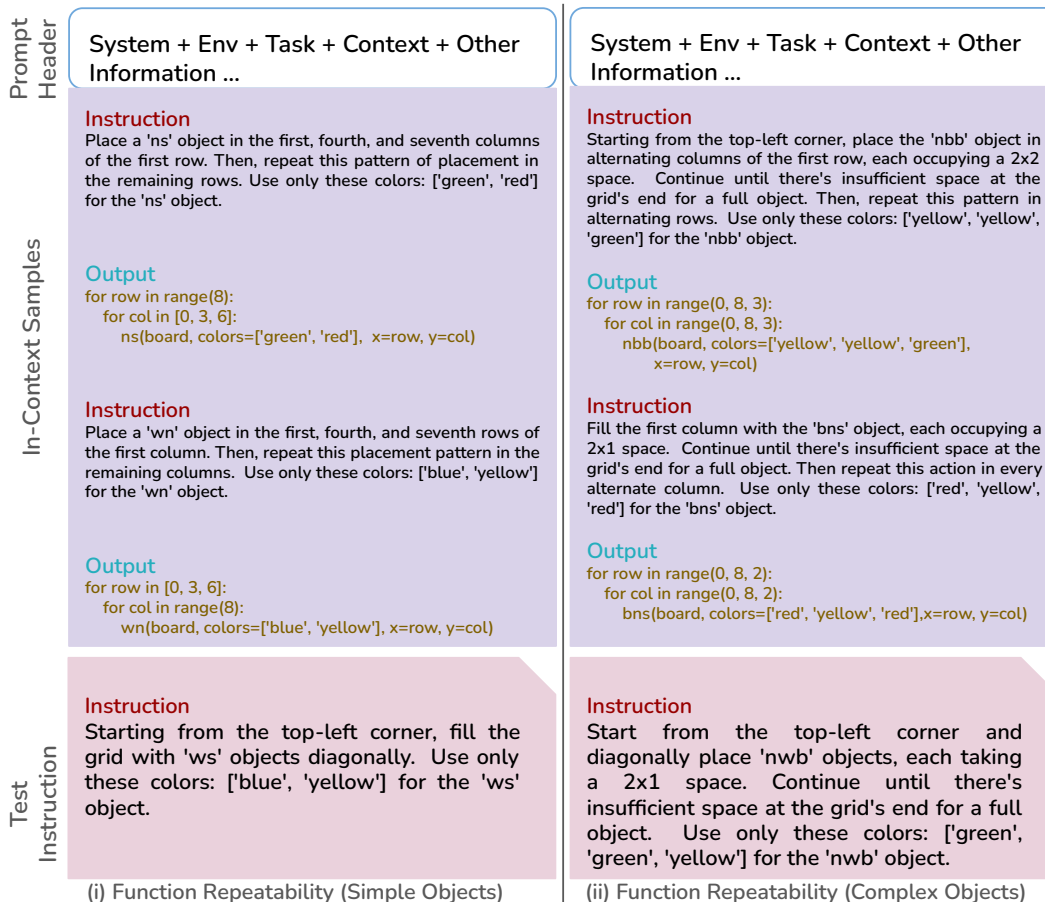 Prompt
Header
System + Env + Task + Context + Other
Information ...
In-Context Samples
Instruction
Place a 'ns' object in the first, fourth, and seventh columns
of the first row. Then, repeat this pattern of placement in
the remaining rows. Use only these colors: ['green', 'red']
for the 'ns' object.
Output
for row in range(8):
for col in [0, 3, 6]:
ns(board, colors=['green', 'red'], x=row, y=col)
Instruction
Place a 'wn' object in the first, fourth, and seventh rows of
the first column. Then, repeat this placement pattern in the
remaining columns. Use only these colors: ['blue', 'yellow']
for the 'wn' object.
Output
for row in [0, 3, 6]:
for col in range(8):
wn(board, colors=['blue', 'yellow'], x=row, y=col)
Test
Instruction
Instruction
Starting from the top-left corner, fill the
grid with 'ws' objects diagonally. Use only
these colors: ['blue', 'yellow'] for the 'ws'
object.
(i) Function Repeatability (Simple Objects)
System + Env + Task + Context + Other
Information ...
Instruction
Starting from the top-left corner, place the 'nbb' object in
alternating columns of the first row, each occupying a 2x2
space. Continue until there's insufficient space at the
grid's end for a full object. Then, repeat this pattern in
alternating rows. Use only these colors: ['yellow', 'yellow',
'green'] for the 'nbb' object.
Output
for row in range(0, 8, 3):
for col in range(0, 8, 3):
nbb(board, colors=['yellow', 'yellow', 'green'],
x=row, y=col)
Instruction
Fill the first column with the 'bns' object, each occupying a
2x1 space. Continue until there's insufficient space at the
grid's end for a full object. Then repeat this action in every
alternate column. Use only these colors: ['red', 'yellow',
'red'] for the 'bns' object.
Output
for row in range(0, 8, 2):
for col in range(0, 8, 2):
bns(board, colors=['red', 'yellow', 'red'],x=row, y=col)
Instruction
Start from the top-left corner and
diagonally place 'nwb' objects, each taking
a 2x1 space. Continue until there's
insufficient space at the grid's end for a full
object. Use only these colors: ['green',
'green', 'yellow'] for the 'nwb' object.
(ii) Function Repeatability (Complex Objects)